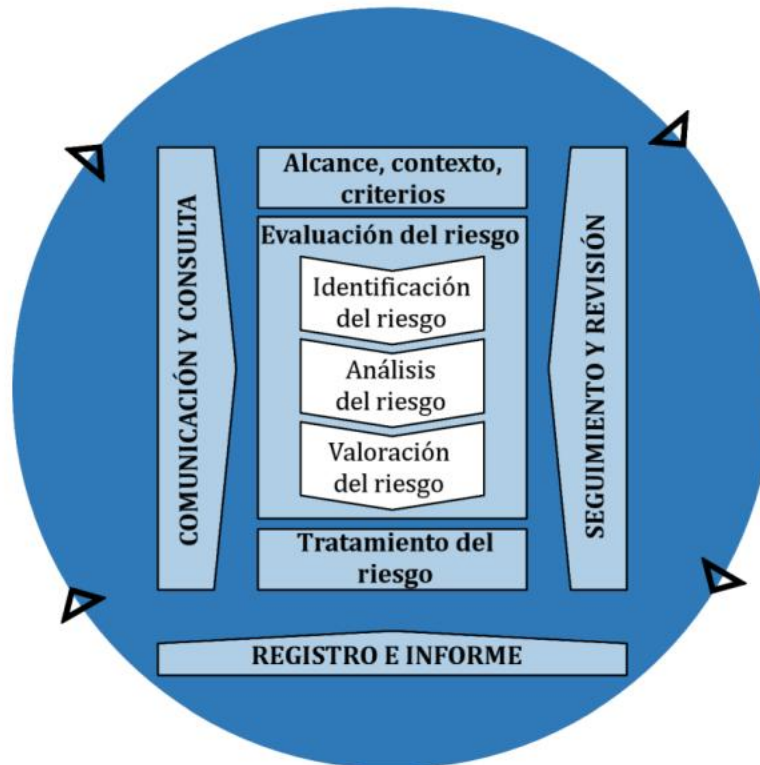 COMUNICACIÓN Y CONSULTA
Alcance, contexto,
criterios
Evaluación del riesgo
Identificación
del riesgo
Análisis
del riesgo
Valoración
del riesgo
Tratamiento del
riesgo
SEGUIMIENTO Y REVISIÓN
REGISTRO E INFORME